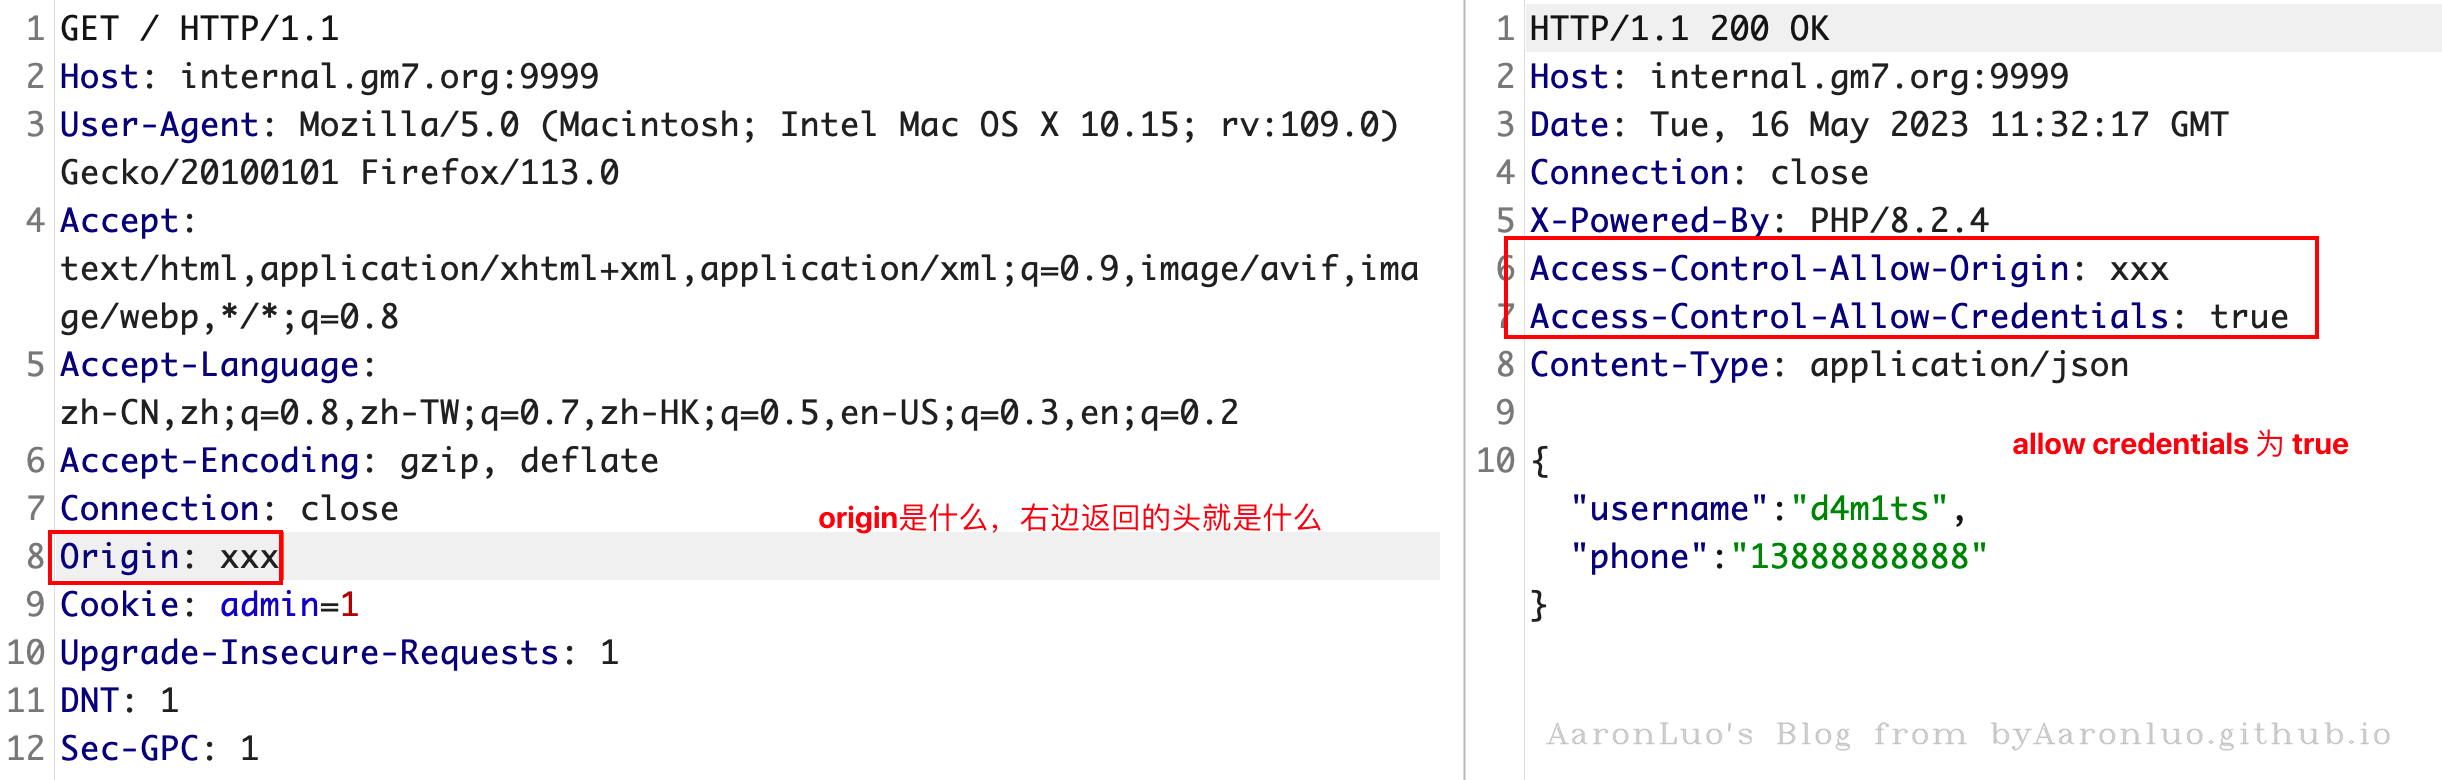 1 GET / HTTP/1.1
2 Host: internal.gm7.org:9999
3 User-Agent: Mozilla/5.0 (Macintosh; Intel Mac OS X 10.15; rv:109.0)
Gecko/20100101 Firefox/113.0
4 Accept:
text/html,application/xhtml+xml,application/xml;q=0.9,image/avif,ima
ge/webp,*/*;q=0.8
5 Accept-Language:
zh-CN,zh;q=0.8,zh-TW;q=0.7,zh-HK;q=0.5,en-US;q=0.3,en;q=0.2
6 Accept-Encoding: gzip, deflate
7 Connection: close
origin是什么，右边返回的头就是什么
8 Origin: xxx
9 Cookie: admin=1
10 Upgrade-Insecure-Requests: 1
11 DNT: 1
12 Sec-GPC: 1
1 HTTP/1.1 200 OK
2 Host: internal.gm7.org:9999
3 Date: Tue, 16 May 2023 11:32:17 GMT
4 Connection: close
5 X-Powered-By: PHP/8.2.4
6 Access-Control-Allow-Origin: xxx
7 Access-Control-Allow-Credentials: true
8 Content-Type: application/json
9
allow credentials 为 true
10 {
"username":"d4m1ts",
"phone":"13888888888"
}
AaronLuo's Blog from byAaronluo.github.io